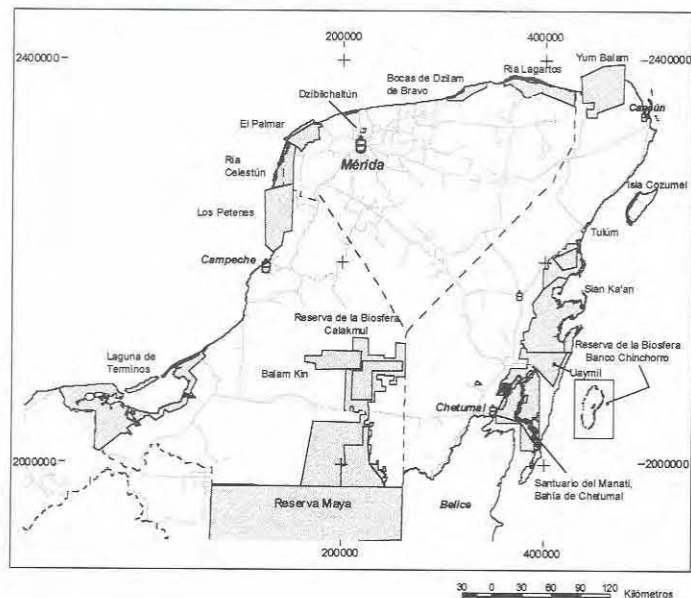 200000
400000
2400000
2400000
Yum Balam
Ría Lagartos
Bocas de Dzilam
de Bravo
Dzibilchaltún
Cancún
El Palmar
Mérida
Ría
Celestún
Isla Cozumel
Los Petenes
Tulúm
Campeche
Sian Ka'an
Reserva de la Biosfera
Calakmul
Reserva de la Biosfera
Banco Chinchorro
Laguna de
Terminos
Balam Kin
Uaymil
Chetumal
2000000
2000000
Santuario del Manatí,
Bahía de Chetumal
Reserva Maya
Belice
200000
400000
30 0 30 60 90 120 Kilómetros